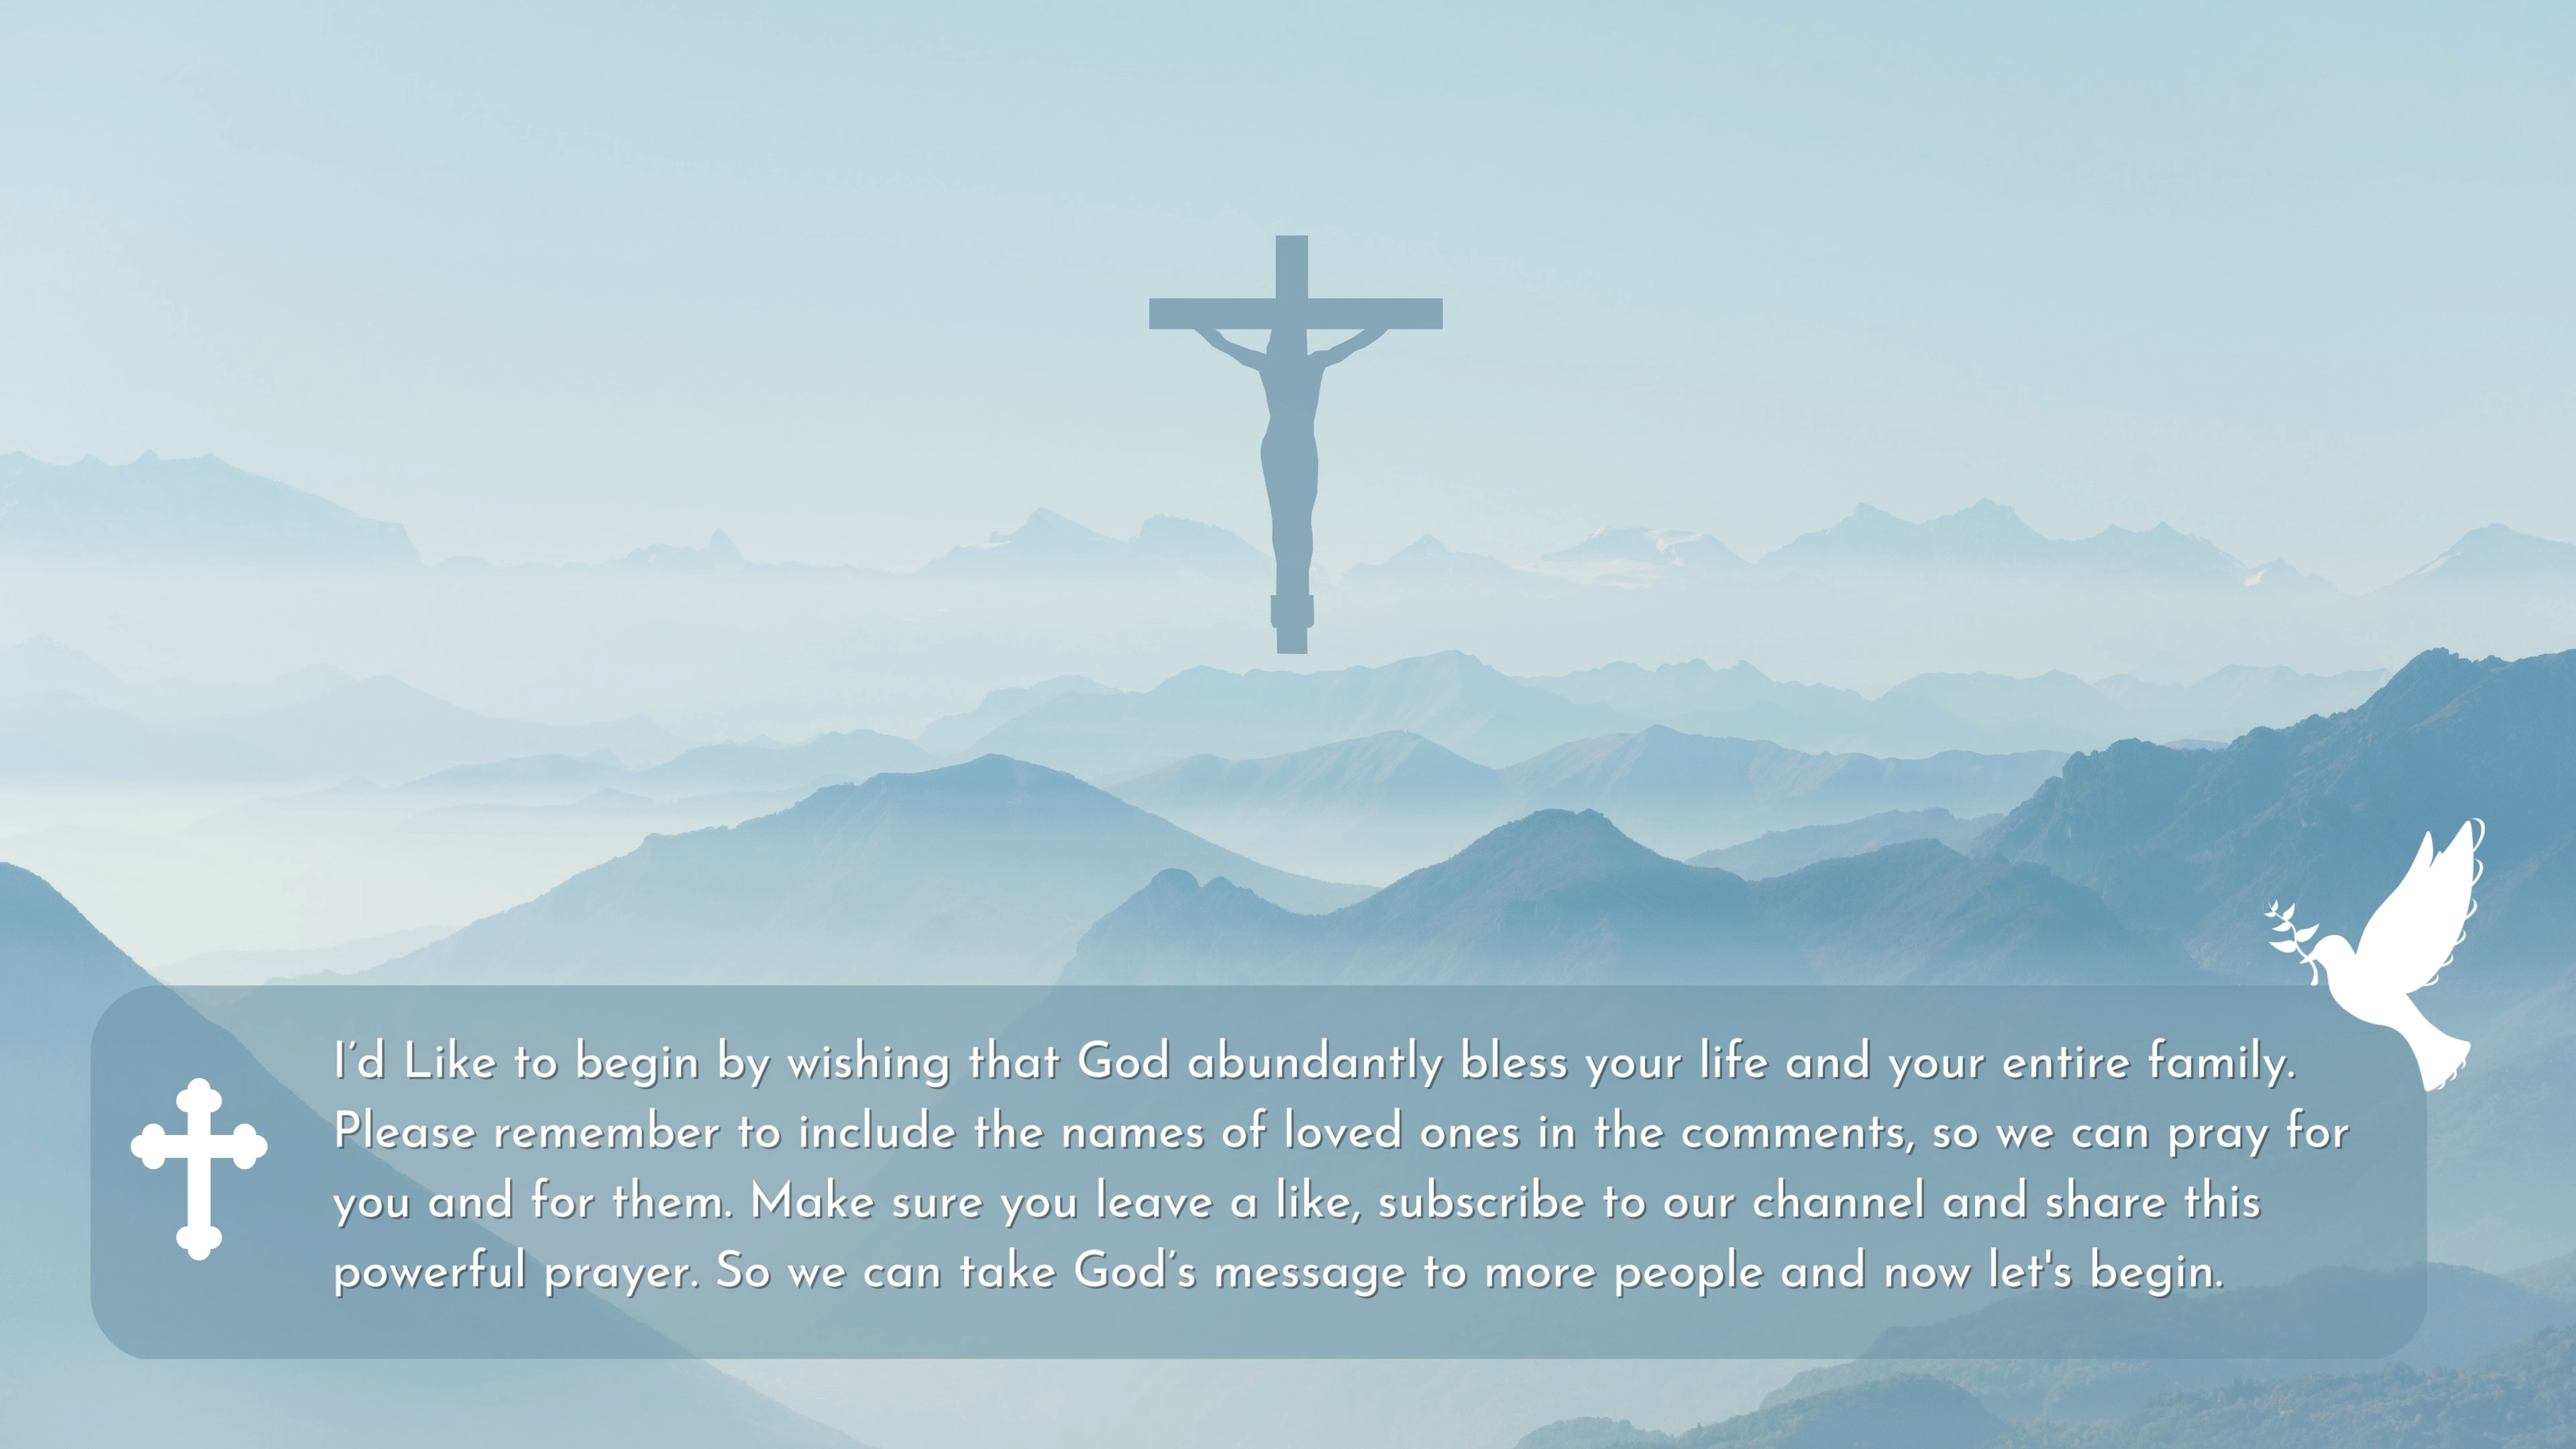 I’d Like to begin by wishing that God abundantly bless your life and your entire family.
Please remember to include the names of loved ones in the comments, so we can pray for
you and for them. Make sure you leave a like, subscribe to our channel and share this
powerful prayer. So we can take God’s message to more people and now let's begin.